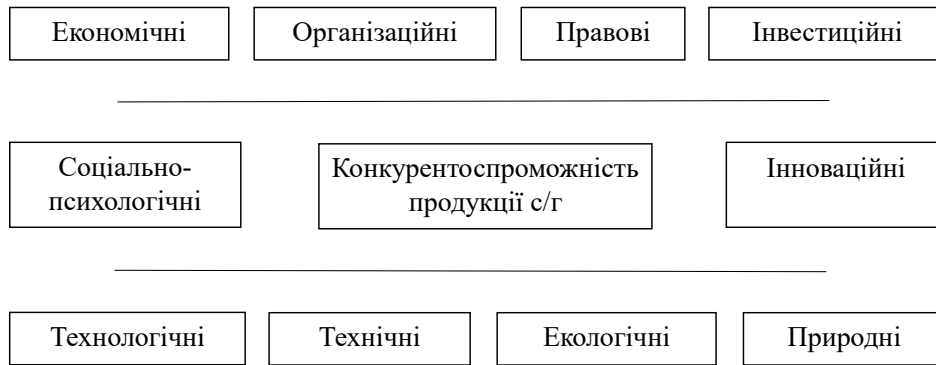 Економічні Організаційні Правові Інвестиційні
Соціально-
психологічні
Конкурентоспроможність
продукції с/г
Інноваційні
Технологічні Технічні Екологічні Природні